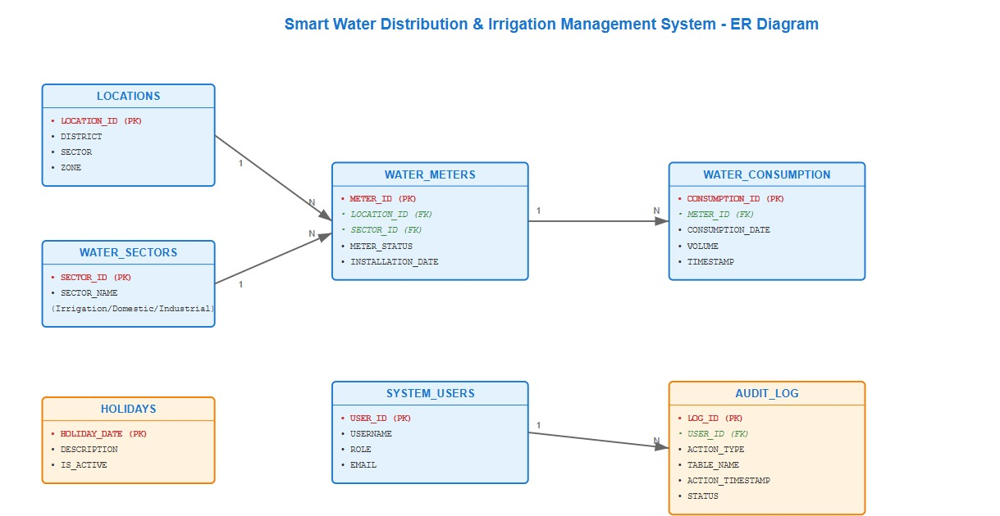 Smart Water Distribution & Irrigation Management System - ER Diagram
LOCATIONS
• LOCATION_ID (PK)
• DISTRICT
• SECTOR
• ZONE
1
N
WATER_METERS
• METER_ID (PK)
• LOCATION_ID (FK)
• SECTOR_ID (FK)
• METER_STATUS
• INSTALLATION_DATE
1
N
WATER_CONSUMPTION
• CONSUMPTION_ID (PK)
• METER_ID (FK)
• CONSUMPTION_DATE
• VOLUME
• TIMESTAMP
WATER_SECTORS
• SECTOR_ID (PK)
• SECTOR_NAME
(Irrigation/Domestic/Industrial)
1
N
HOLIDAYS
• HOLIDAY_DATE (PK)
• DESCRIPTION
• IS_ACTIVE
SYSTEM_USERS
• USER_ID (PK)
• USERNAME
• ROLE
• EMAIL
1
N
AUDIT_LOG
• LOG_ID (PK)
• USER_ID (FK)
• ACTION_TYPE
• TABLE_NAME
• ACTION_TIMESTAMP
• STATUS